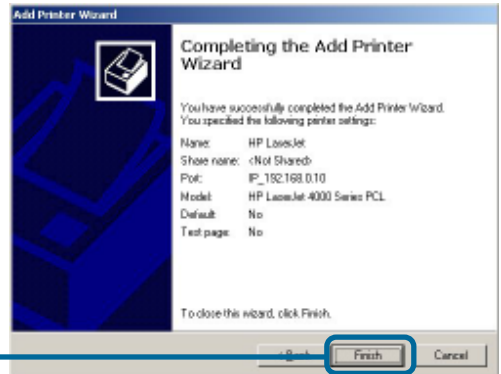 Add Printer Wizard
Completing the Add Printer
Wizard
You have successfully completed the Add Printer Wizard.
You specified the following printer settings:
Name: HP LaserJet
Share name: <Not Shared>
Port: IP_192.168.0.10
Model: HP LaserJet 4000 Series PCL
Default: No
Test page: No
To close this wizard, click Finish.
< Back Finish Cancel